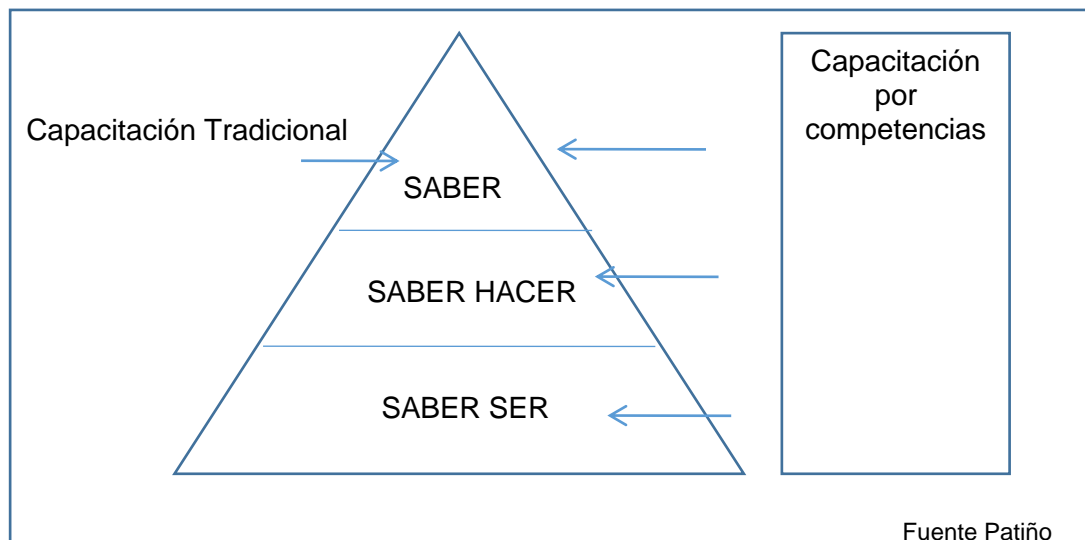 Capacitación
por
competencias
Capacitación Tradicional
SABER
SABER HACER
SABER SER
Fuente Patiño